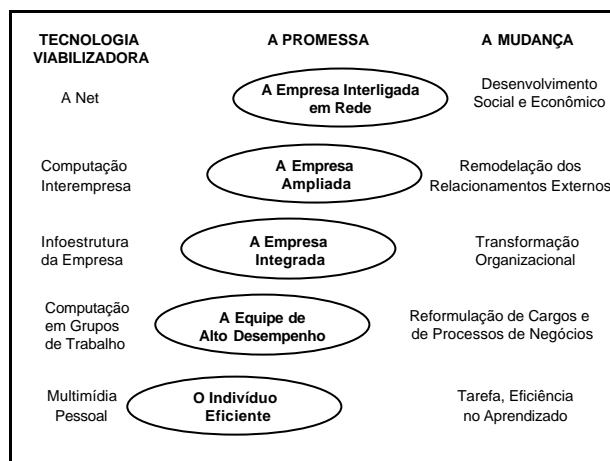 TECNOLOGIA
VIABILIZADORA
A PROMESSA
A MUDANÇA
A Net
A Empresa Interligada
em Rede
Desenvolvimento
Social e Econômico
Computação
Interempresa
A Empresa
Ampliada
Remodelação dos
Relacionamentos Externos
Infoestrutura
da Empresa
A Empresa
Integrada
Transformação
Organizacional
Computação
em Grupos
de Trabalho
A Equipe de
Alto Desempenho
Reformulação de Cargos e
de Processos de Negócios
Multimídia
Pessoal
O Indivíduo
Eficiente
Tarefa, Eficiência
no Aprendizado